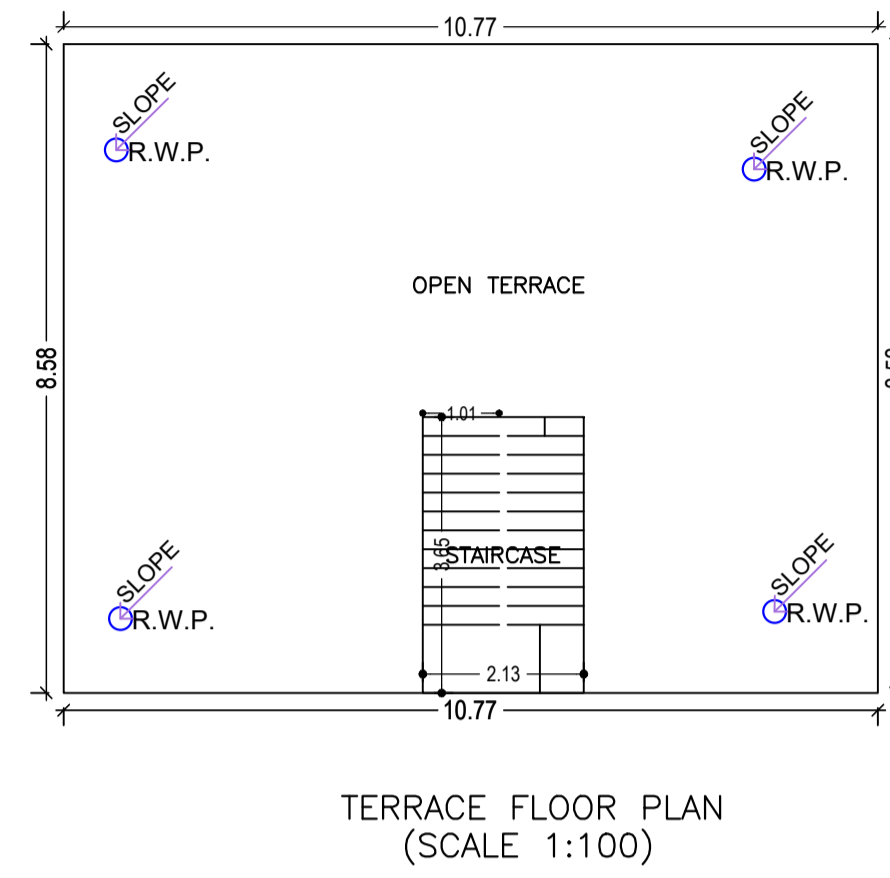 10.77
SLOPE
R.W.P.
SLOPE
R.W.P.
OPEN TERRACE
8.58
1.01
3.65
STAIRCASE
SLOPE
R.W.P.
SLOPE
R.W.P.
2.13
10.77
TERRACE FLOOR PLAN
(SCALE 1:100)